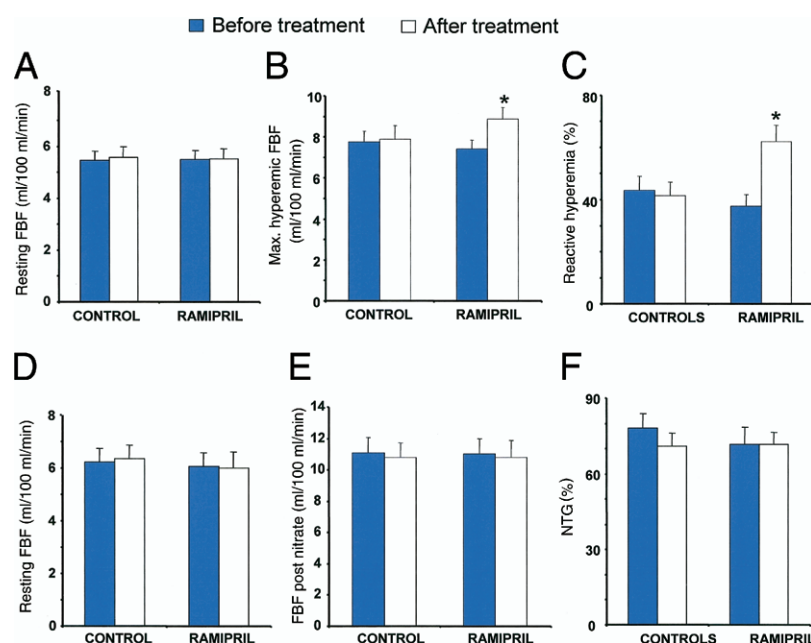 Before treatment After treatment
A
Resting FBF (ml/100 ml/min)
8
6
4
2
0
CONTROL RAMIPRIL
B
Max. hyperemic FBF
(ml/100 ml/min)
10
8
6
4
2
0
*
CONTROL RAMIPRIL
C
Reactive hyperemia (%)
80
40
0
*
CONTROLS RAMIPRIL
D
Resting FBF (ml/100 ml/min)
8
6
4
2
0
CONTROL RAMIPRIL
E
FBF post nitrate (ml/100 ml/min)
14
12
10
8
6
4
2
0
CONTROL RAMIPRIL
F
NTG (%)
90
70
30
0
CONTROLS RAMIPRIL